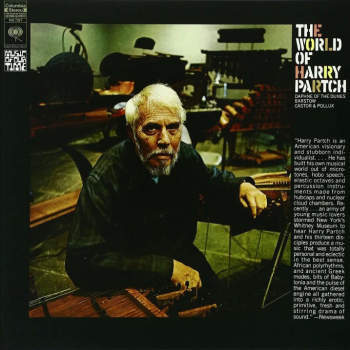 Columbia
Stereo
MUSIC
OF OUR
TIME
THE
WORLD
OF
HARRY
PARTCH
DAPHNE OF THE DUNES
BARSTOW
CASTOR & POLLUX
"Harry Partch is an
American visionary
and stubborn indi-
vidualist. . . . He has
built his own musical
world out of micro-
tones, hobo speech,
elastic octaves and
percussion instru-
ments made from
hubcaps and nuclear
cloud chambers. Re-
cently . . . an army of
young music lovers
stormed New York's
Whitney Museum to
hear Harry Partch
and his thirteen dis-
ciples produce a mu-
sic that was totally
personal and eclectic
in the best sense.
African polyrhythms,
and ancient Greek
modes, bits of Baby-
lonia and the pulse of
the American diesel
engine all gathered
into a richly erotic,
primitive, fresh and
stirring drama of
sound." —Newsweek